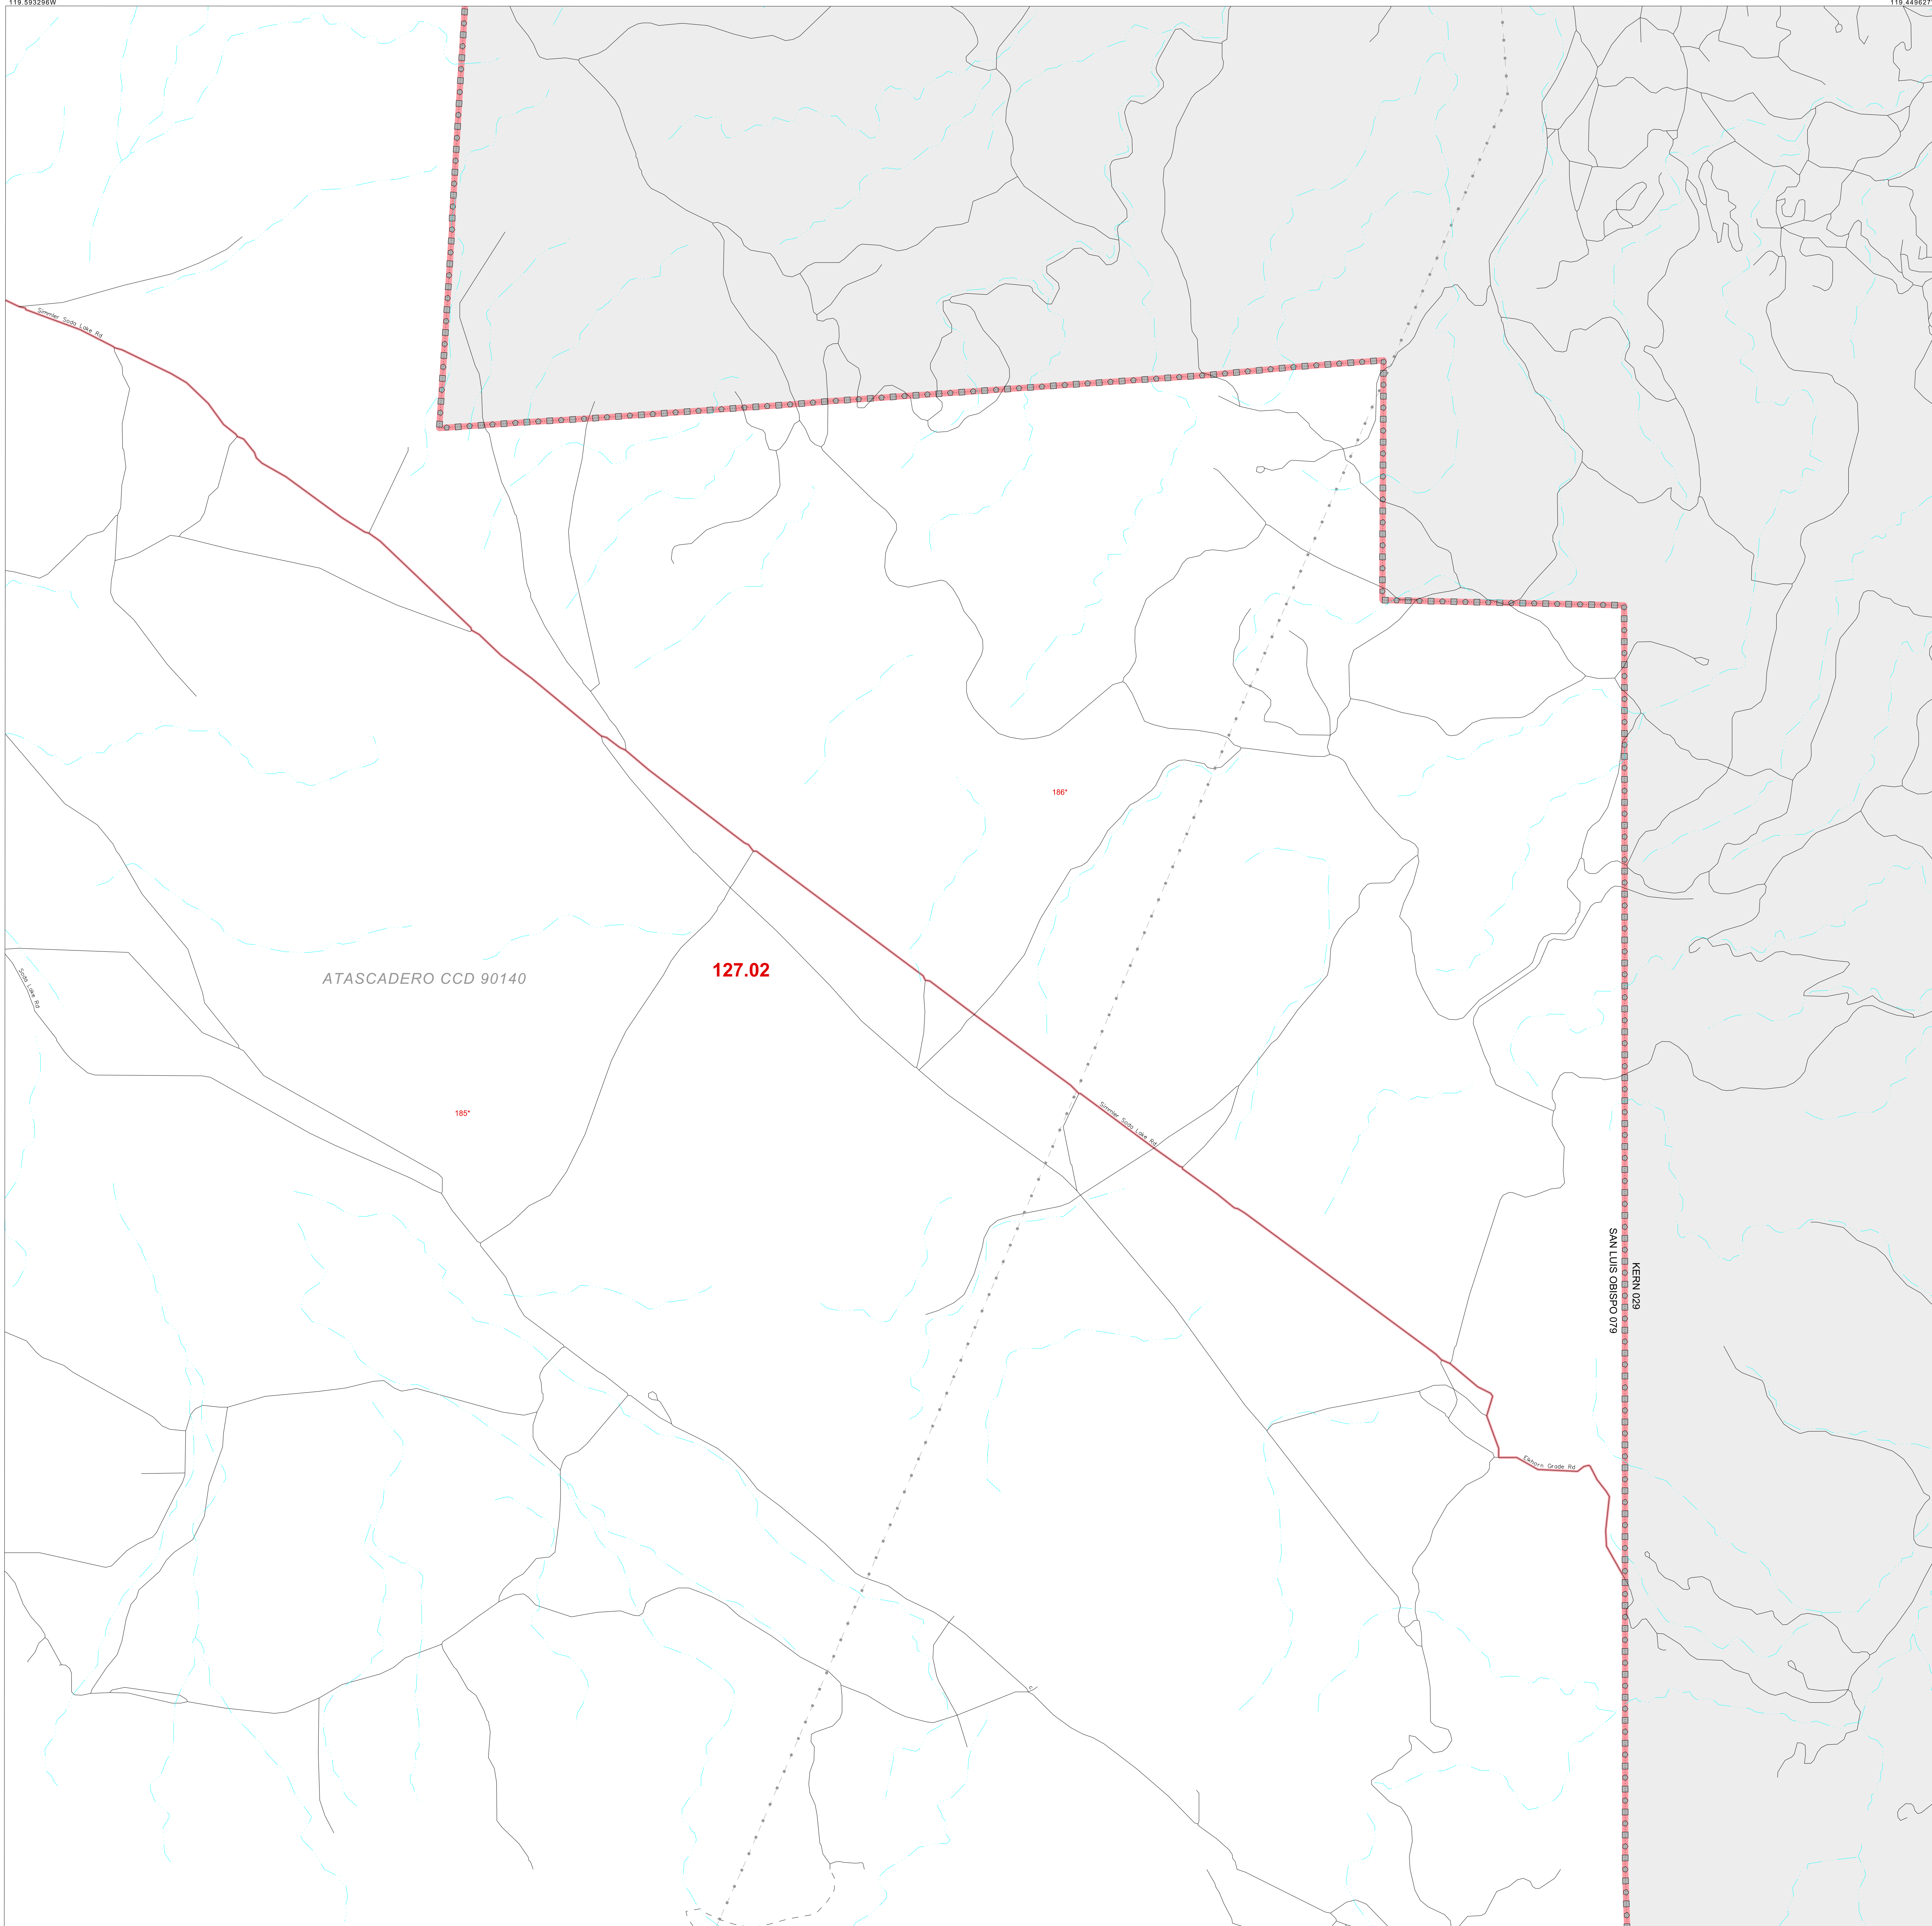 119.593296W
119.449627
Simmler Soda Lake Rd
186*
127.02
ATASCADERO CCD 90140
Soda Lake Rd
185*
Simmler Soda Lake Rd
KERN 029
SAN LUIS OBISPO 079
Elkhorn Grade Rd